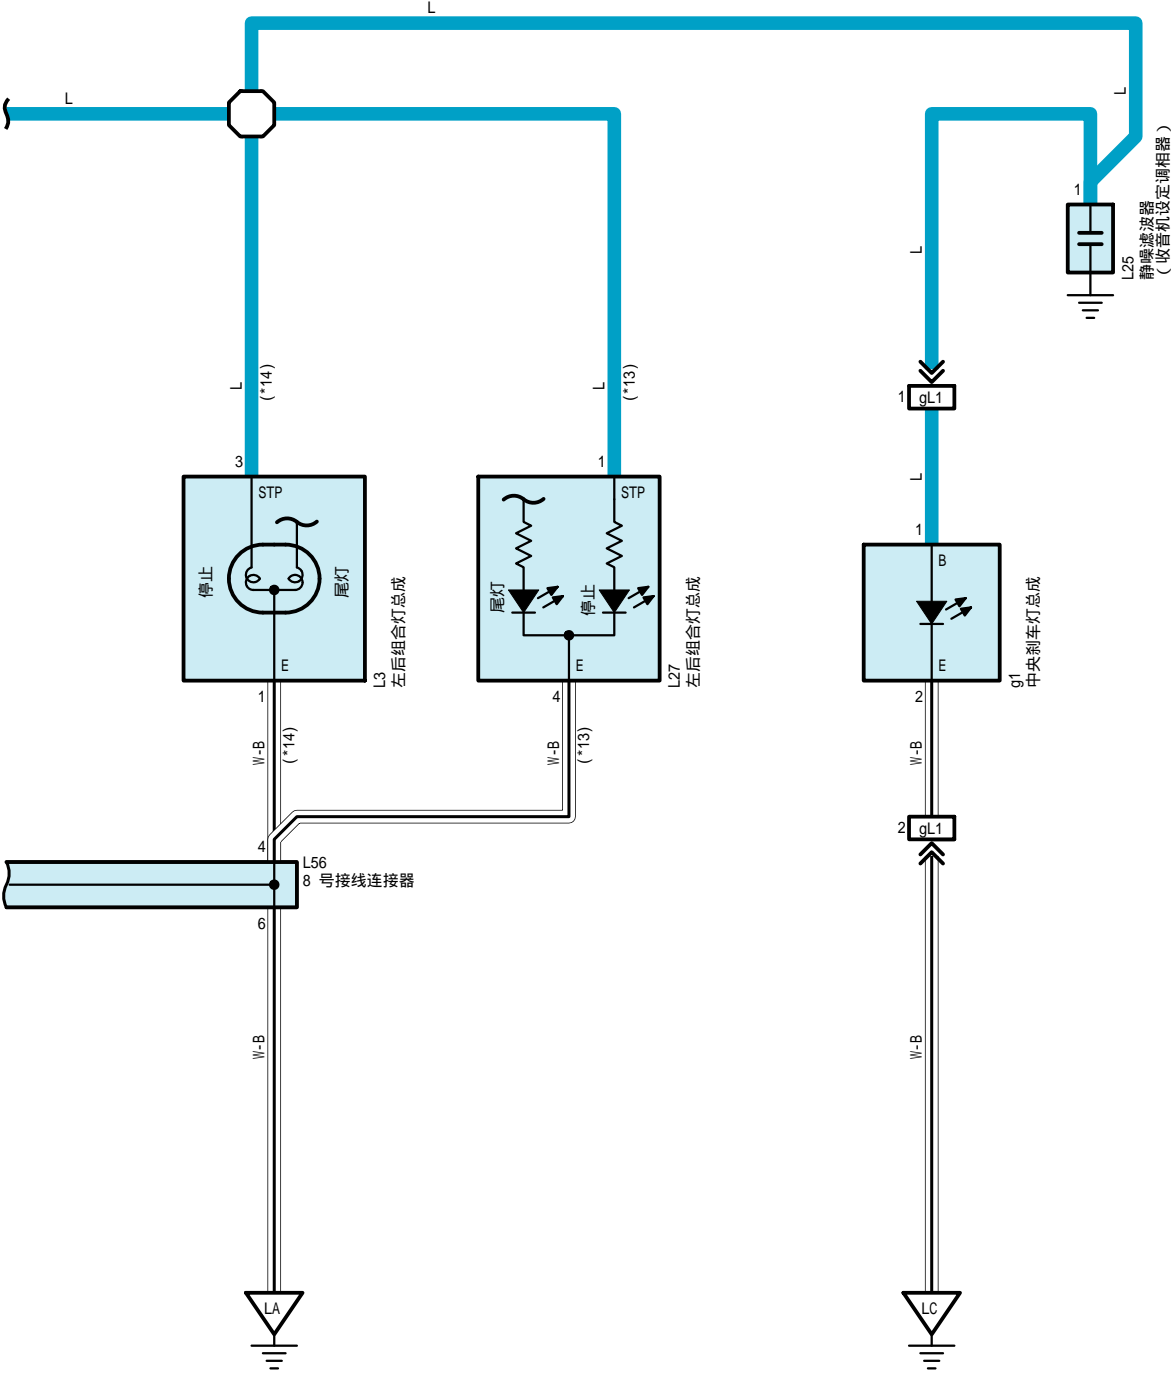 L
L
L
1
L25
静噪滤波器
（收音机设定调相器）
L
L
(*14)
L
(*13)
1
gL1
L
3
STP
停止
尾灯
E
1
L3
左后组合灯总成
1
STP
尾灯
停止
E
4
L27
左后组合灯总成
1
B
E
2
g1
中央刹车灯总成
W-B
(*14)
W-B
(*13)
W-B
2
gL1
4
L56
8 号接线连接器
6
W-B
W-B
LA
LC